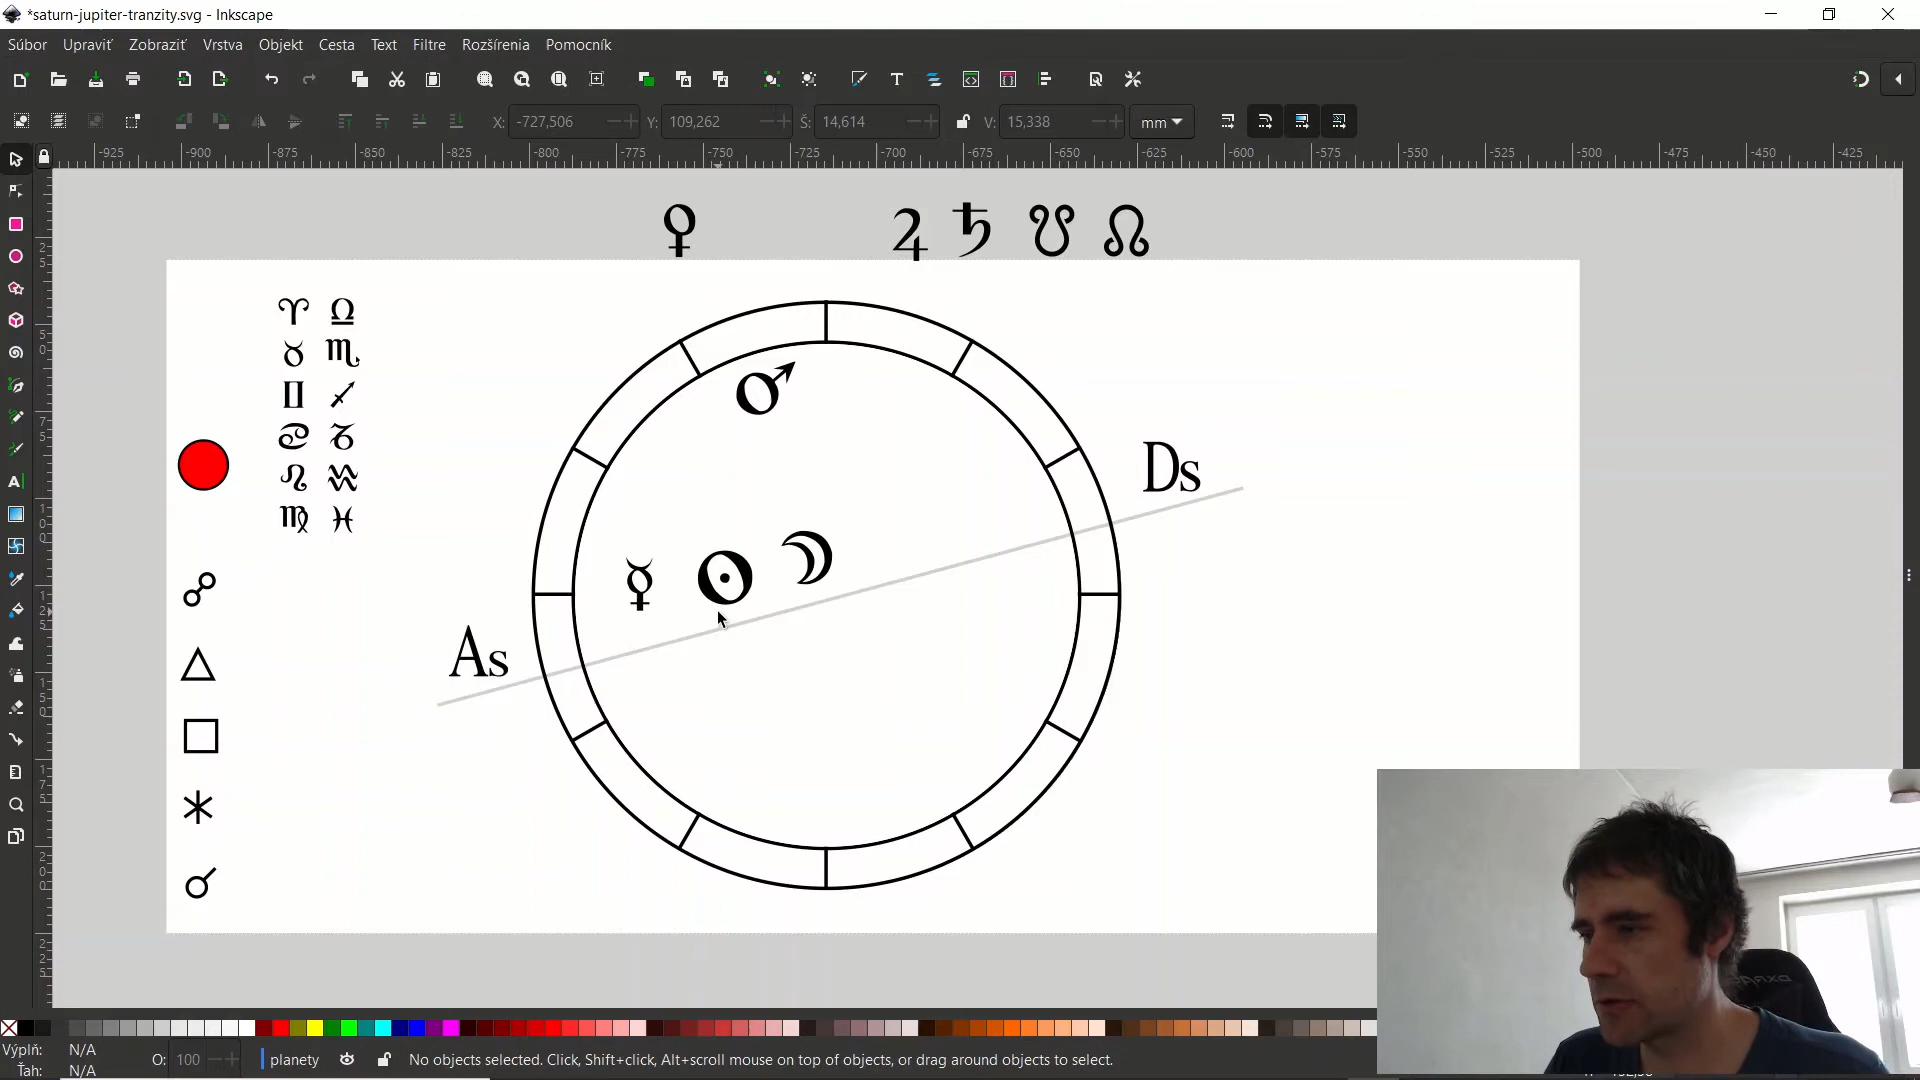 *saturn-jupiter-tranzity.svg - Inkscape
Súbor Upraviť Zobraziť Vrstva Objekt Cesta Text Filtre Rozšírenia Pomocník
X: -727,506 Y: 109,262 Š: 14,614 V: 15,338 mm
-925 -900 -875 -850 -825 -800 -775 -750 -725 -700 -675 -650 -625 -600 -575 -550 -525 -500 -475 -450 -425
♀ ♃ ♄ ☋ ☊
♈ ♎
♉ ♏
♊ ♐
♋ ♑
♌ ♒
♍ ♓
♂
Ds
☿ ☉ ☽
As
Výplň: N/A
Ťah: N/A
O: 100
planety
No objects selected. Click, Shift+click, Alt+scroll mouse on top of objects, or drag around objects to select.